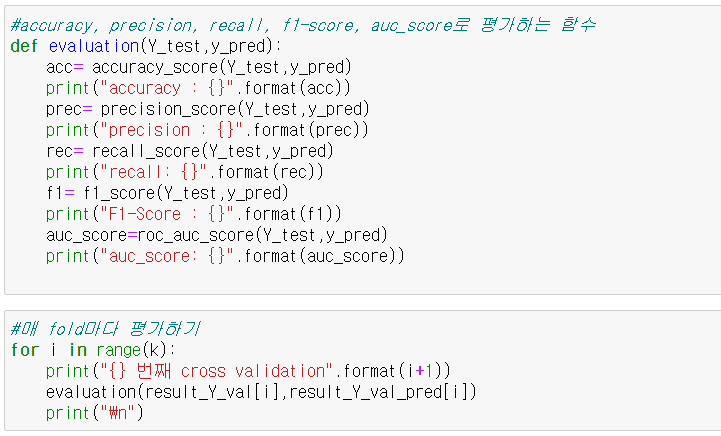 #accuracy, precision, recall, f1-score, auc_score로 평가하는 함수
def evaluation(Y_test,y_pred):
    acc= accuracy_score(Y_test,y_pred)
    print("accuracy : {}".format(acc))
    prec= precision_score(Y_test,y_pred)
    print("precision : {}".format(prec))
    rec= recall_score(Y_test,y_pred)
    print("recall: {}".format(rec))
    f1= f1_score(Y_test,y_pred)
    print("F1-Score : {}".format(f1))
    auc_score=roc_auc_score(Y_test,y_pred)
    print("auc_score: {}".format(auc_score))
#매 fold마다 평가하기
for i in range(k):
    print("{} 번째 cross validation".format(i+1))
    evaluation(result_Y_val[i],result_Y_val_pred[i])
    print("₩n")